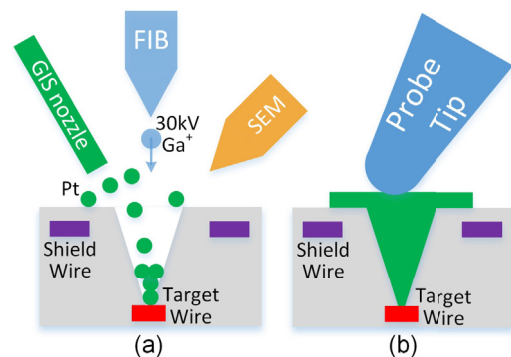 GIS nozzle
FIB
30kV
Ga+
SEM
Pt
Shield
Wire
Target
Wire
(a)
Probe
Tip
Shield
Wire
Target
Wire
(b)